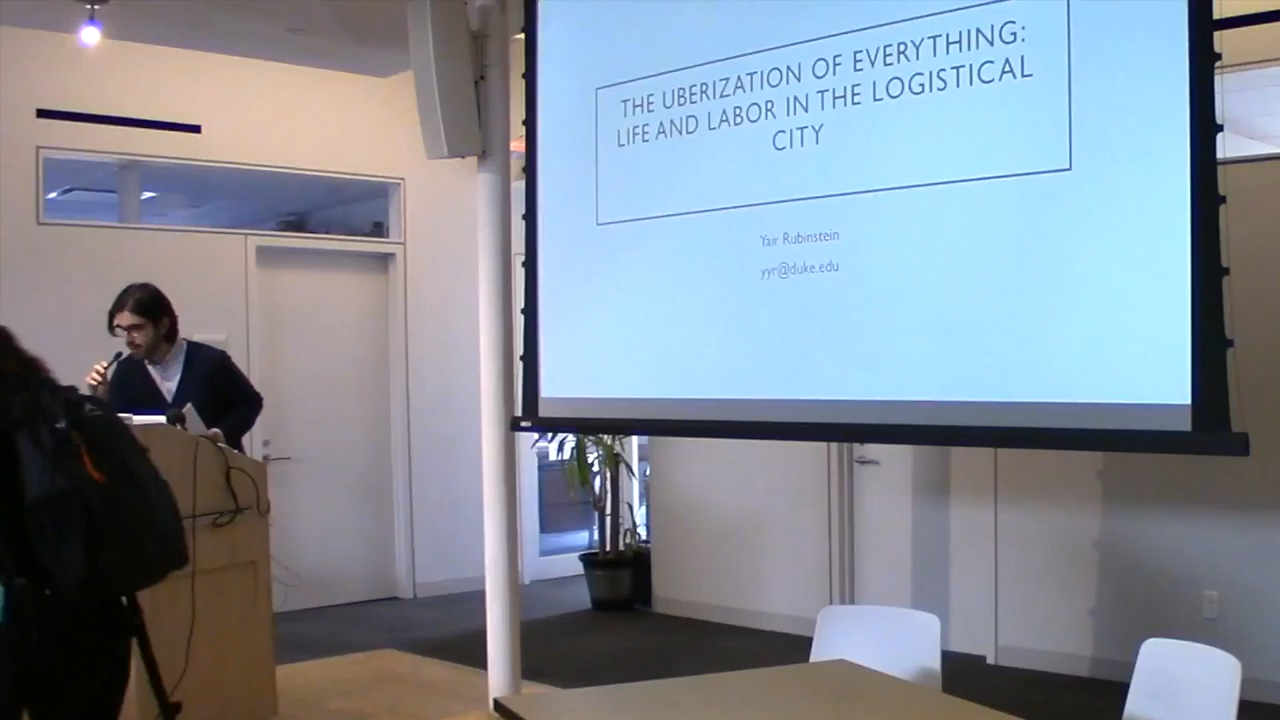 THE UBERIZATION OF EVERYTHING:
LIFE AND LABOR IN THE LOGISTICAL
CITY
Yair Rubinstein
yyr@duke.edu